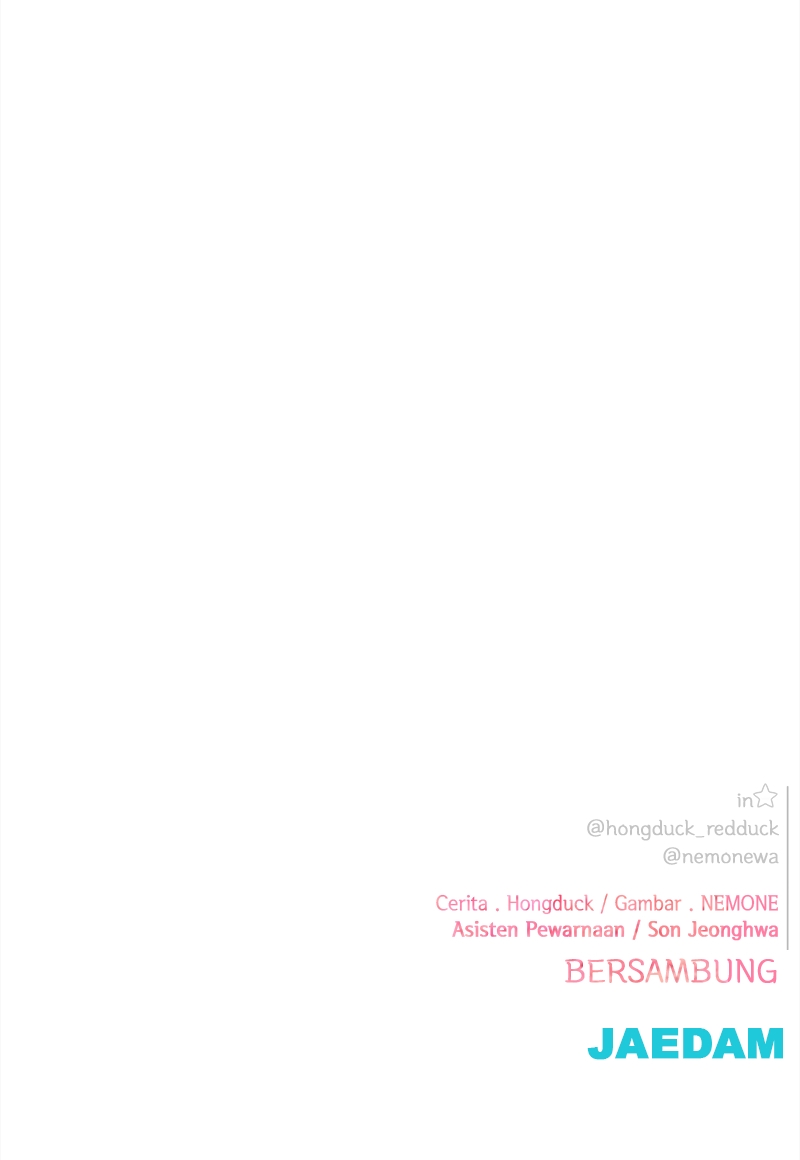 in☆
@hongduck_redduck
@nemonewa
Cerita . Hongduck / Gambar . NEMONE
Asisten Pewarnaan / Son Jeonghwa
BERSAMBUNG
JAEDAM